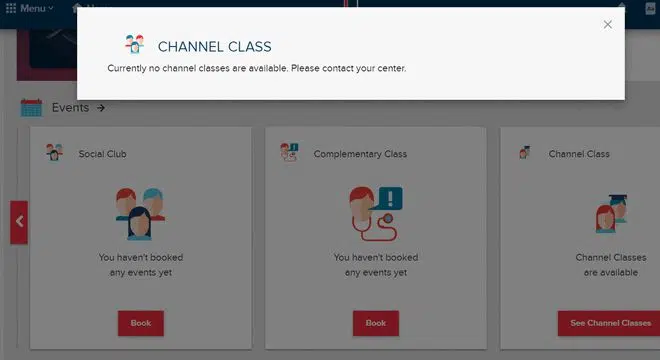 Menu
CHANNEL CLASS
Currently no channel classes are available. Please contact your center.
Events
Social Club
Complementary Class
Channel Class
You haven't booked
any events yet
You haven't booked
any events yet
Channel Classes
are available
Book
Book
See Channel Classes